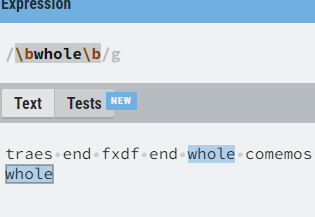 Expression
/\bwhole\b/g
Text Tests NEW
traes end fxdf end whole comemos
whole